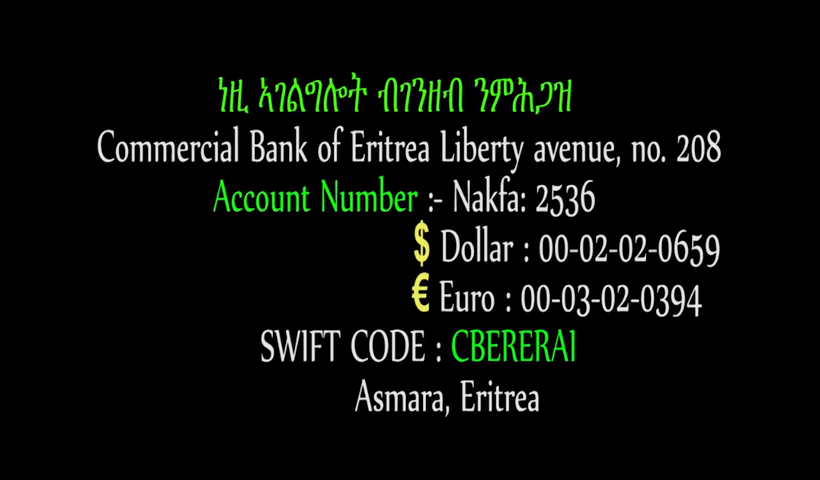 ነዚ ኣገልግሎት ብገንዘብ ንምሕጋዝ
Commercial Bank of Eritrea Liberty avenue, no. 208
Account Number :- Nakfa: 2536
$ Dollar : 00-02-02-0659
€ Euro : 00-03-02-0394
SWIFT CODE : CBERERAI
Asmara, Eritrea